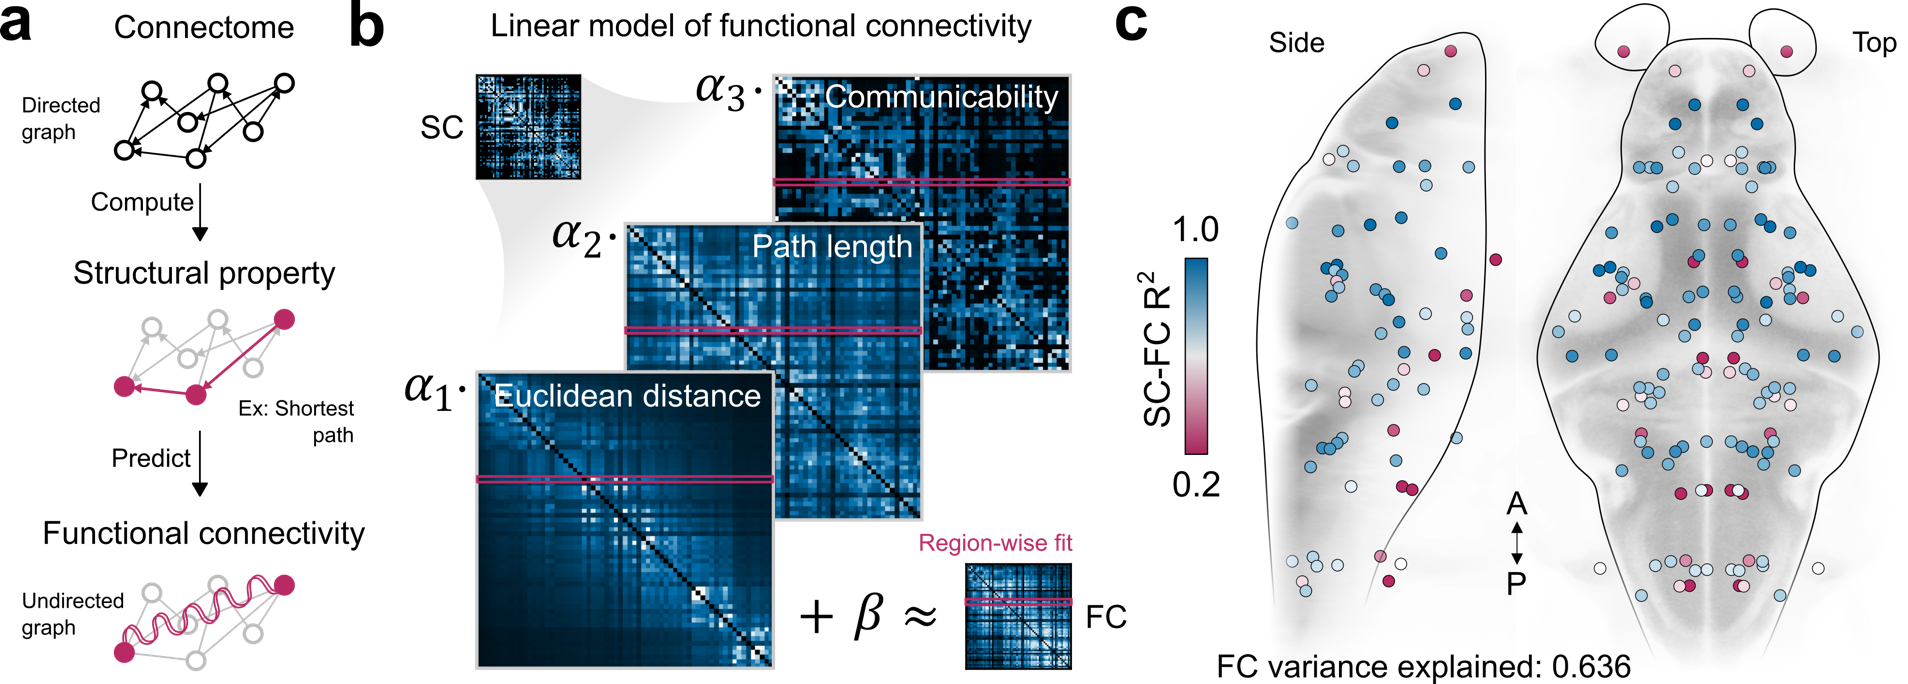 a
Connectome
Directed
graph
Compute
Structural property
Ex: Shortest
path
Predict
Functional connectivity
Undirected
graph
b
Linear model of functional connectivity
SC
α3·
Communicability
α2·
Path length
α1·
Euclidean distance
+ β ≈
Region-wise fit
FC
c
Side
Top
1.0
SC-FC R²
0.2
A
P
FC variance explained: 0.636